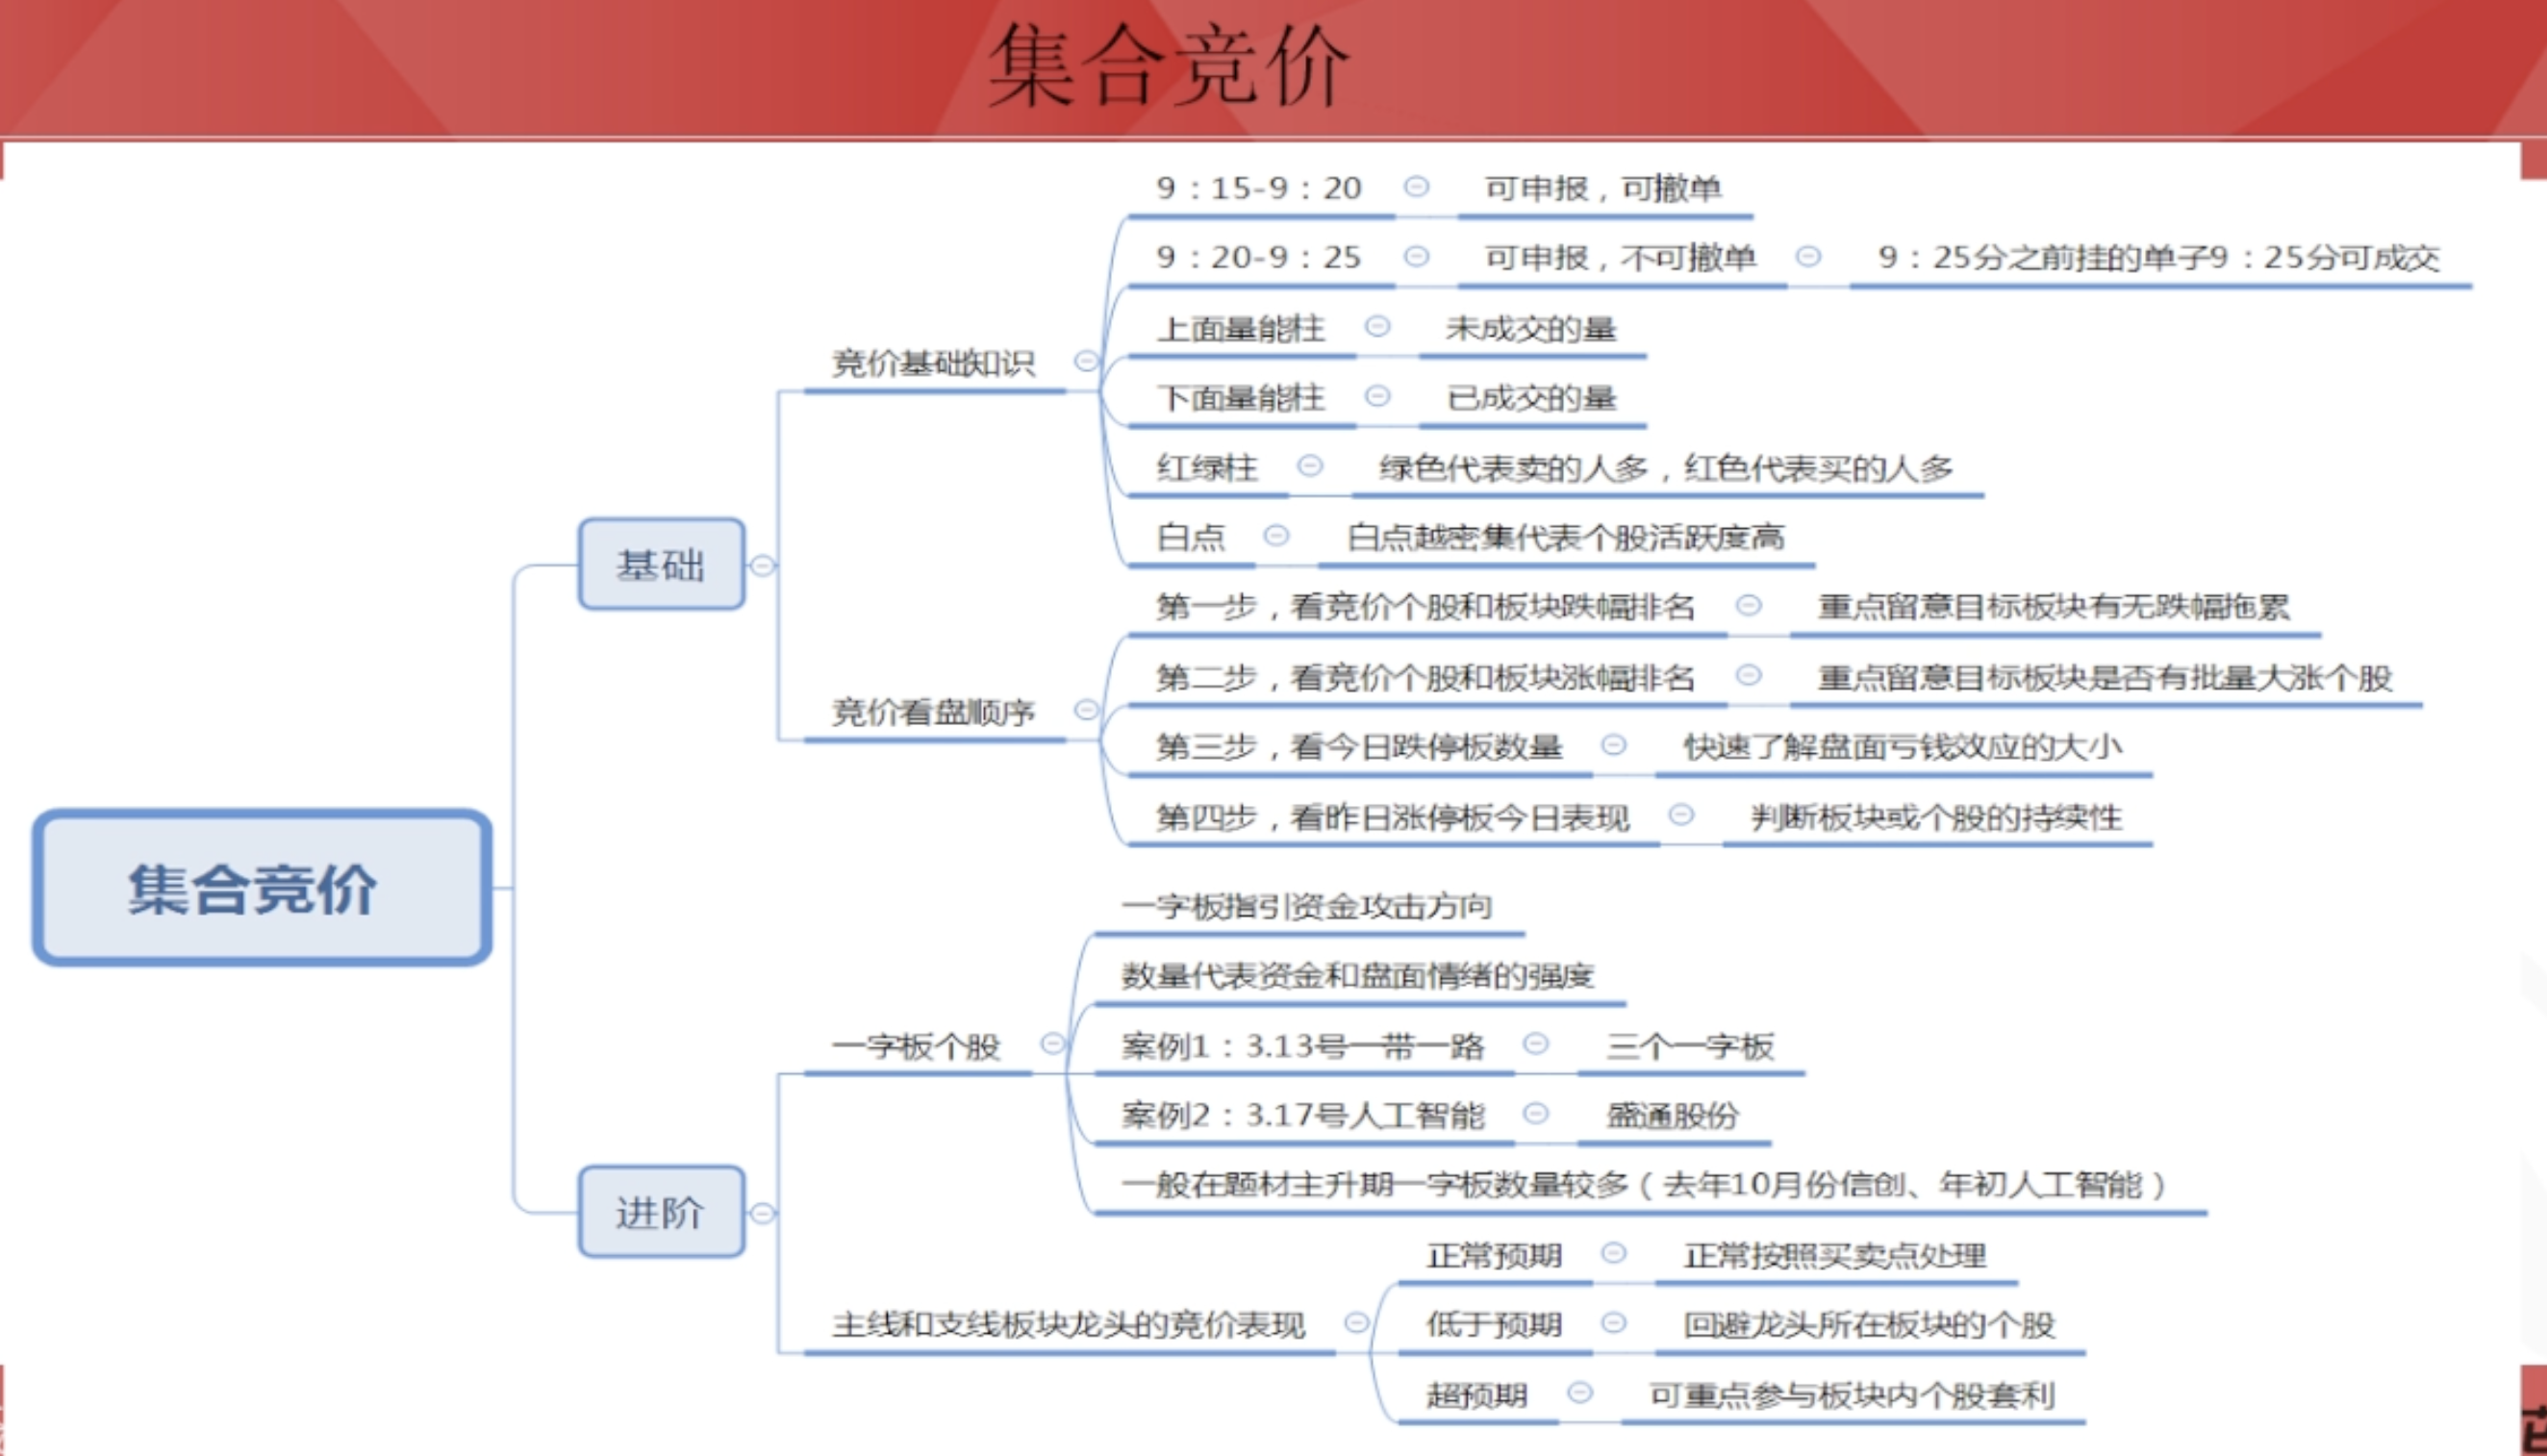 集合竞价
9：15-9：20 可申报，可撤单
9：20-9：25 可申报，不可撤单 9：25分之前挂的单子9：25分可成交
上面量能柱 未成交的量
竞价基础知识
下面量能柱 已成交的量
红绿柱 绿色代表卖的人多，红色代表买的人多
白点 白点越密集代表个股活跃度高
基础
第一步，看竞价个股和板块跌幅排名 重点留意目标板块有无跌幅拖累
第二步，看竞价个股和板块涨幅排名 重点留意目标板块是否有批量大涨个股
竞价看盘顺序
第三步，看今日跌停板数量 快速了解盘面亏钱效应的大小
第四步，看昨日涨停板今日表现 判断板块或个股的持续性
集合竞价
一字板指引资金攻击方向
数量代表资金和盘面情绪的强度
一字板个股
案例1：3.13号一带一路 三个一字板
案例2：3.17号人工智能 盛通股份
一般在题材主升期一字板数量较多（去年10月份信创、年初人工智能）
进阶
正常预期 正常按照买卖点处理
主线和支线板块龙头的竞价表现
低于预期 回避龙头所在板块的个股
超预期 可重点参与板块内个股套利